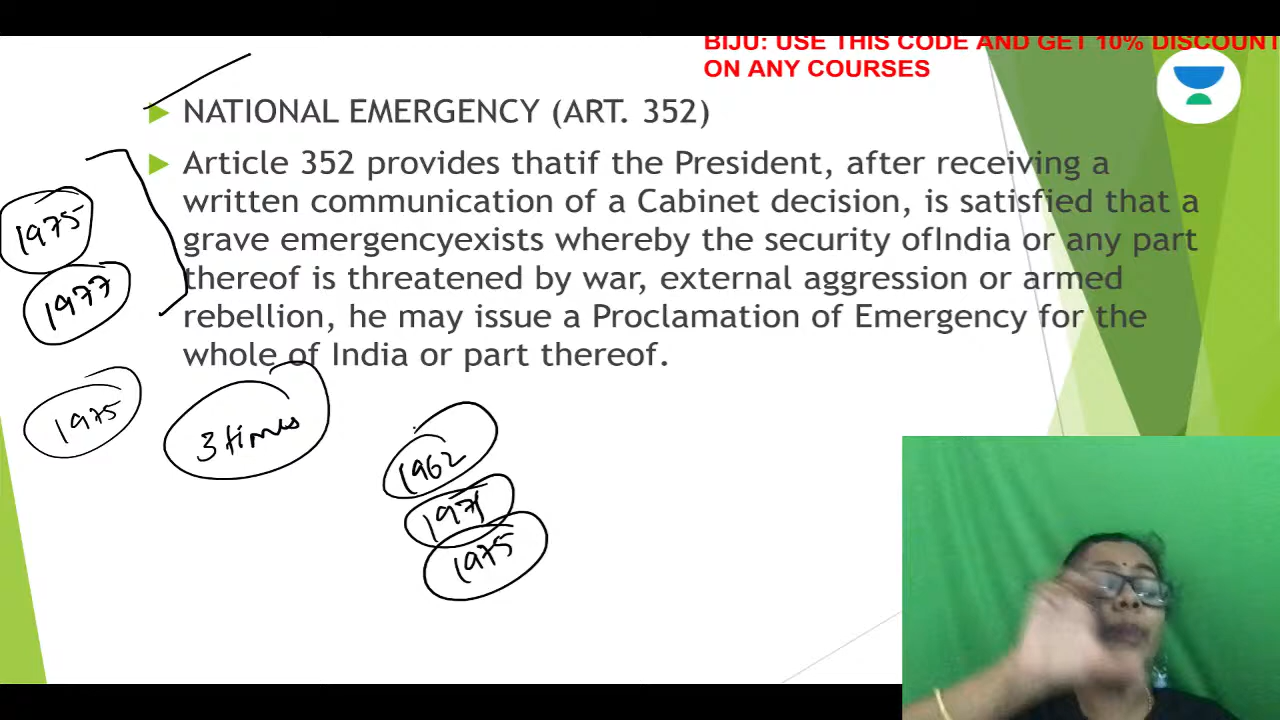 BIJU: USE THIS CODE AND GET 10% DISCOUNT
ON ANY COURSES
NATIONAL EMERGENCY (ART. 352)
Article 352 provides thatif the President, after receiving a
written communication of a Cabinet decision, is satisfied that a
grave emergencyexists whereby the security ofIndia or any part
thereof is threatened by war, external aggression or armed
rebellion, he may issue a Proclamation of Emergency for the
whole of India or part thereof.
1975
1977
1975
3 times
1962
1971
1975